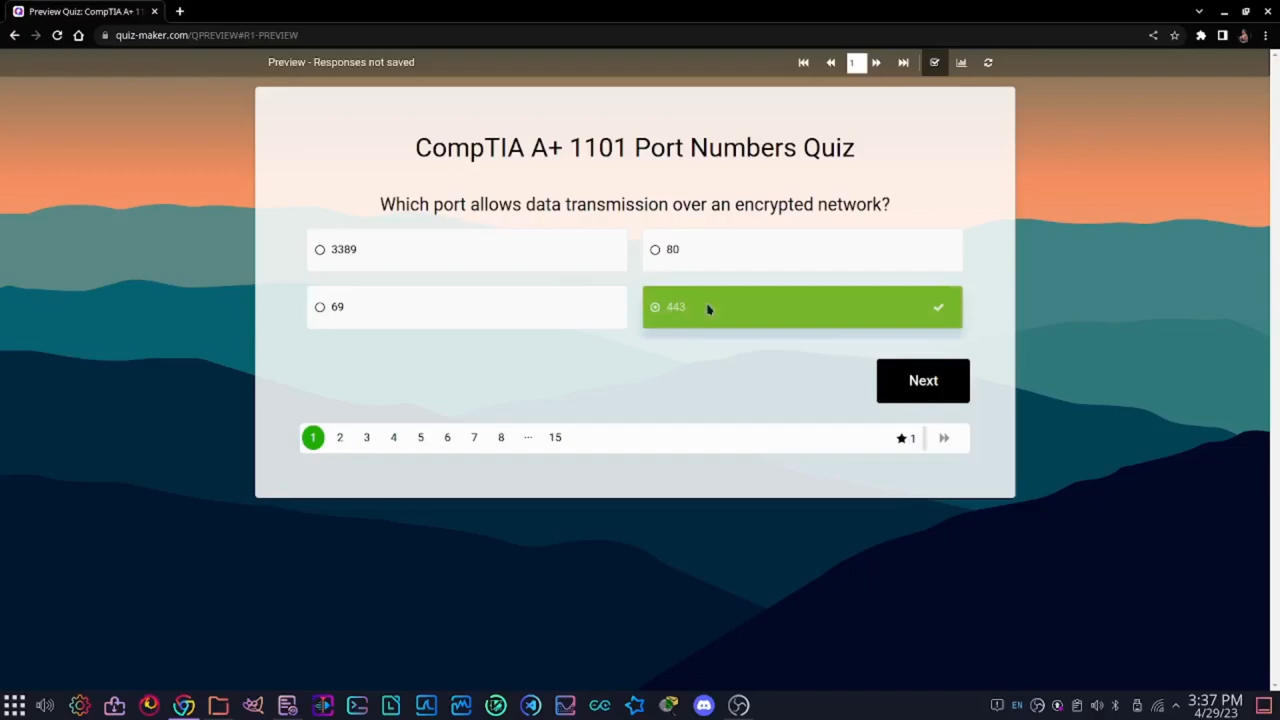 Preview Quiz: CompTIA A+ 1
quiz-maker.com/QPREVIEW#R1-PREVIEW
Preview - Responses not saved
1
CompTIA A+ 1101 Port Numbers Quiz
Which port allows data transmission over an encrypted network?
3389
80
69
443
Next
1 2 3 4 5 6 7 8 ... 15
1
EN
3:37 PM
4/29/23